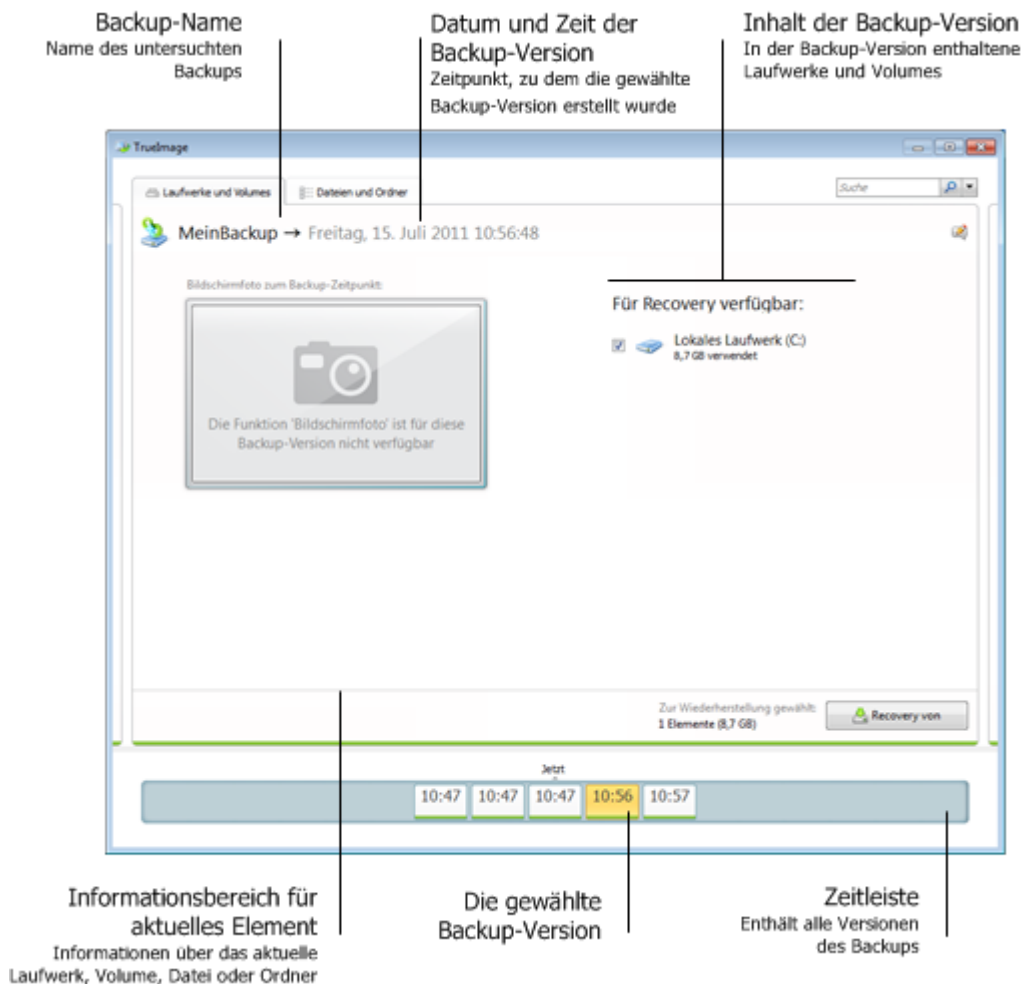 Backup-Name
Name des untersuchten
Backups
Datum und Zeit der
Backup-Version
Zeitpunkt, zu dem die gewählte
Backup-Version erstellt wurde
Inhalt der Backup-Version
In der Backup-Version enthaltene
Laufwerke und Volumes
TrueImage
Laufwerke und Volumes
Dateien und Ordner
Suche
MeinBackup → Freitag, 15. Juli 2011 10:56:48
Bildschirmfoto zum Backup-Zeitpunkt:
Die Funktion 'Bildschirmfoto' ist für diese
Backup-Version nicht verfügbar
Für Recovery verfügbar:
Lokales Laufwerk (C:)
8,7 GB verwendet
Zur Wiederherstellung gewählt:
1 Elemente (8,7 GB)
Recovery von
Jetzt
10:47 10:47 10:47 10:56 10:57
Informationsbereich für
aktuelles Element
Informationen über das aktuelle
Laufwerk, Volume, Datei oder Ordner
Die gewählte
Backup-Version
Zeitleiste
Enthält alle Versionen
des Backups